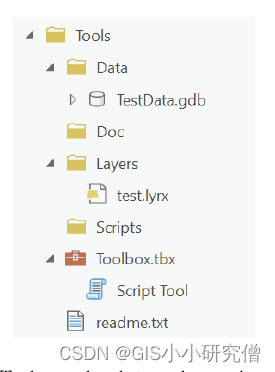 Tools
Data
TestData.gdb
Doc
Layers
test.lyrx
Scripts
Toolbox.tbx
Script Tool
readme.txt
CSDN @GIS小小研究僧